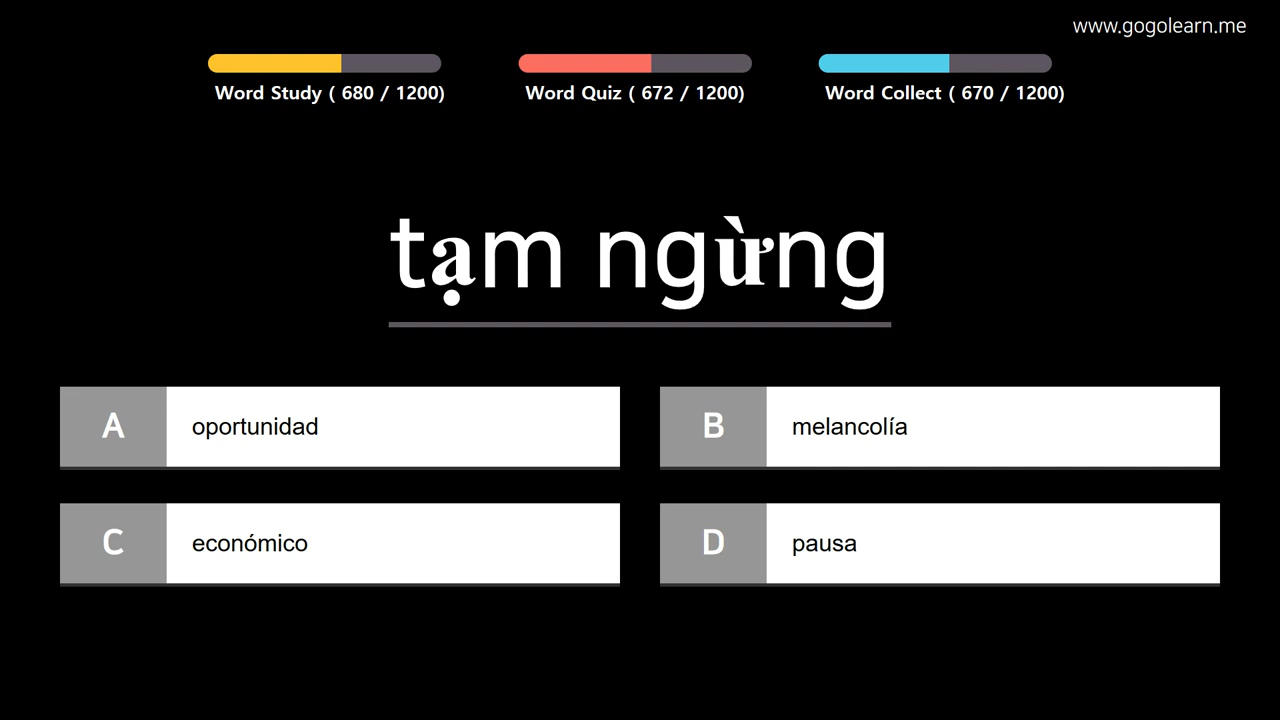 www.gogolearn.me
Word Study ( 680 / 1200)
Word Quiz ( 672 / 1200)
Word Collect ( 670 / 1200)
tạm ngừng
A
oportunidad
B
melancolía
C
económico
D
pausa